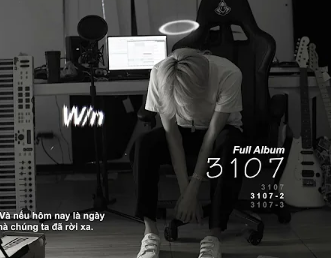 W/n
Full Album
3107
3107
3107-2
3107-3
Và nếu hôm nay là ngày
mà chúng ta đã rời xa.